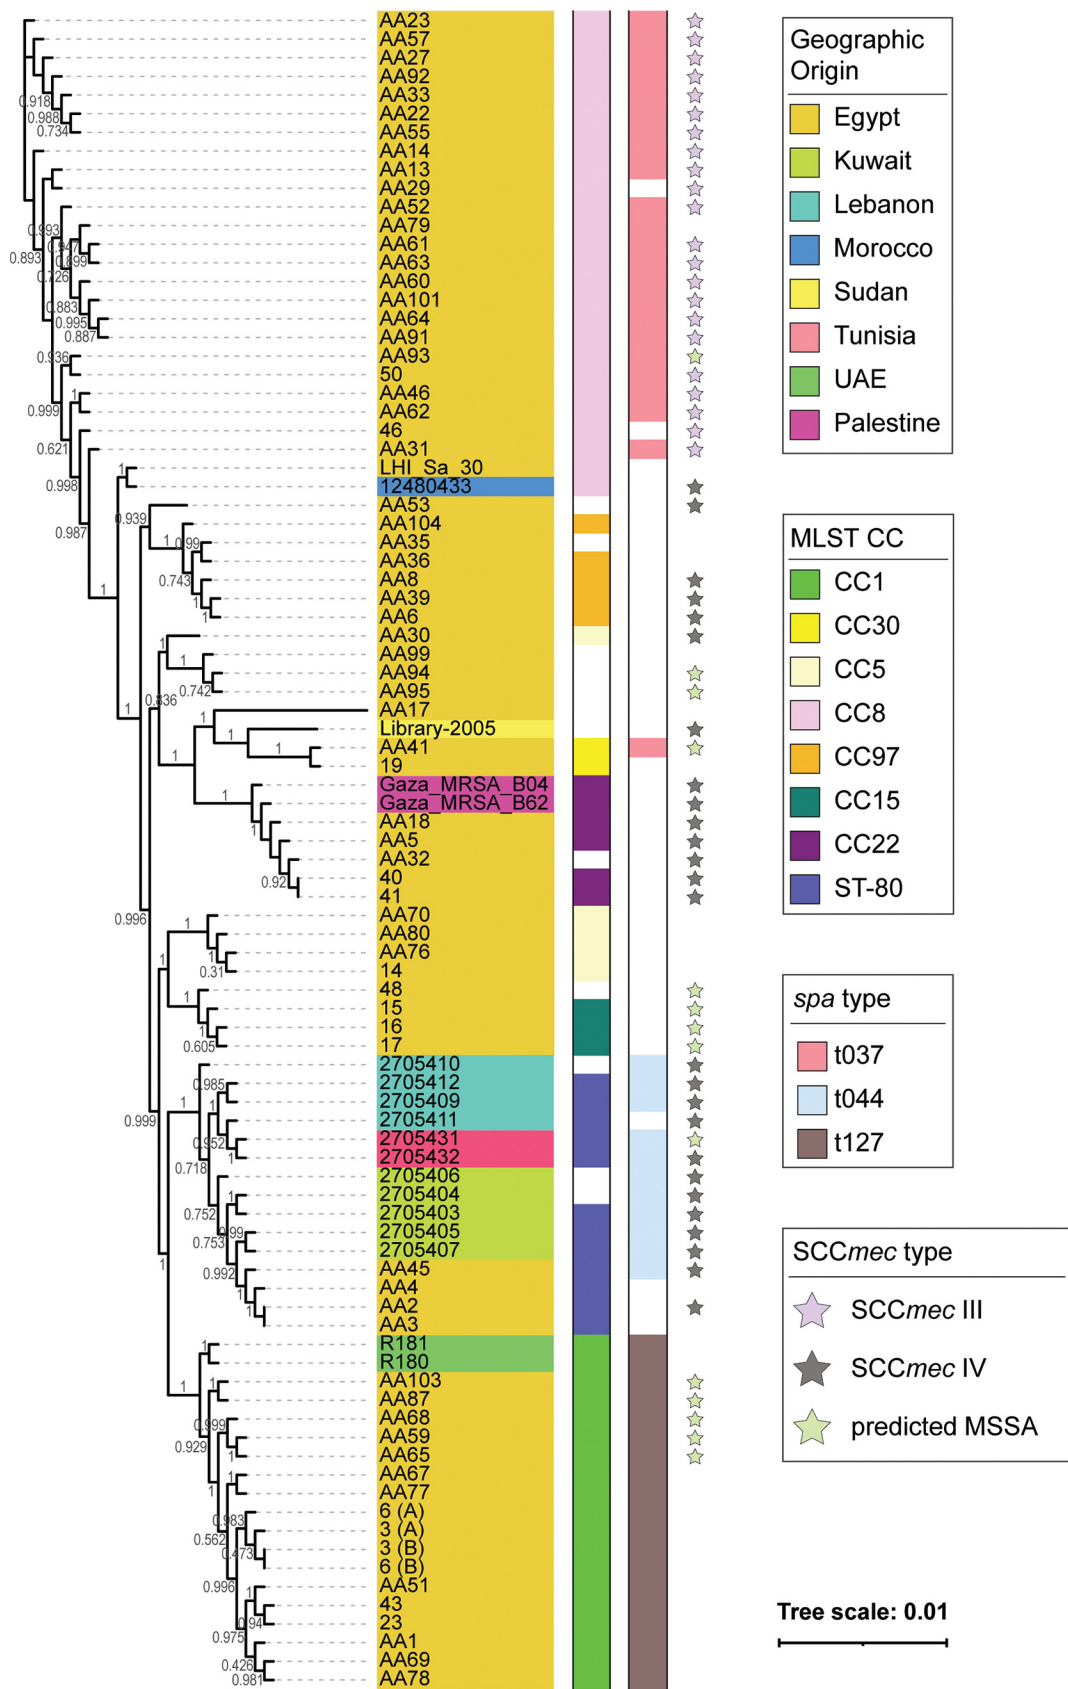 AA23
AA57
AA27
AA92
AA33
AA22
AA55
AA14
AA13
AA29
AA52
AA79
AA61
AA63
AA60
AA101
AA64
AA91
AA93
50
AA46
AA62
46
AA31
LHI_Sa_30
12480433
AA53
AA104
AA35
AA36
AA8
AA39
AA6
AA30
AA99
AA94
AA95
AA17
Library-2005
AA41
19
Gaza_MRSA_B04
Gaza_MRSA_B62
AA18
AA5
AA32
40
41
AA70
AA80
AA76
14
48
15
16
17
2705410
2705412
2705409
2705411
2705431
2705432
2705406
2705404
2705403
2705405
2705407
AA45
AA4
AA2
AA3
R181
R180
AA103
AA87
AA68
AA59
AA65
AA67
AA77
6 (A)
3 (A)
3 (B)
6 (B)
AA51
43
23
AA1
AA69
AA78
0.918
0.988
0.734
0.993
0.893
0.947
0.899
0.726
0.883
0.995
0.887
0.936
1
0.999
0.621
1
0.998
0.939
0.987
1
0.99
0.743
1
1
1
1
1
0.742
0.836
1
1
1
1
1
1
0.92
0.996
1
0.31
1
1
1
0.605
0.985
1
1
0.999
0.952
1
0.718
1
0.752
0.99
0.753
0.992
1
1
1
1
1
1
0.999
0.929
1
1
1
0.983
0.562
0.473
0.996
1
0.94
0.975
0.426
0.981
Geographic
Origin
Egypt
Kuwait
Lebanon
Morocco
Sudan
Tunisia
UAE
Palestine
MLST CC
CC1
CC30
CC5
CC8
CC97
CC15
CC22
ST-80
spa type
t037
t044
t127
SCCmec type
SCCmec III
SCCmec IV
predicted MSSA
Tree scale: 0.01